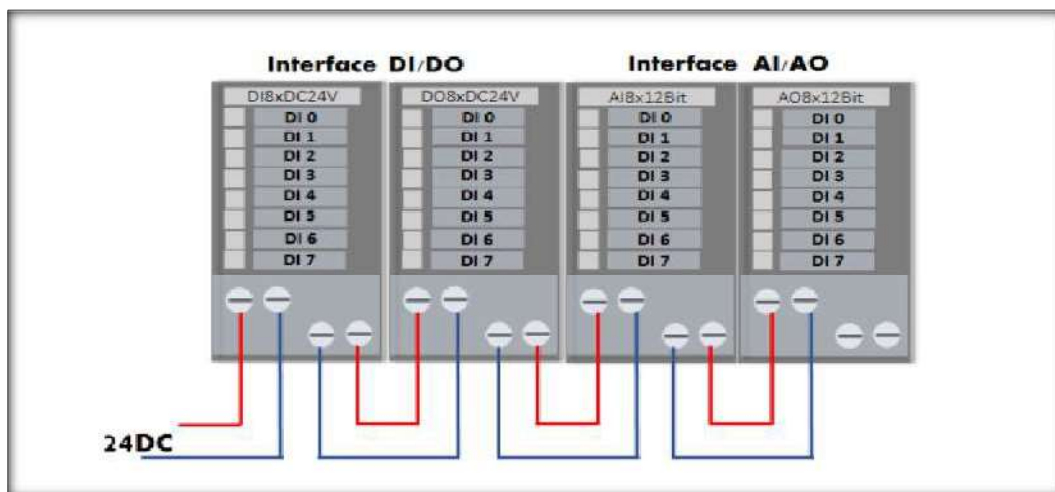 Interface DI/DO Interface AI/AO
DI8xDC24V DO8xDC24V AI8x12Bit AO8x12Bit
DI 0 DI 0 DI 0 DI 0
DI 1 DI 1 DI 1 DI 1
DI 2 DI 2 DI 2 DI 2
DI 3 DI 3 DI 3 DI 3
DI 4 DI 4 DI 4 DI 4
DI 5 DI 5 DI 5 DI 5
DI 6 DI 6 DI 6 DI 6
DI 7 DI 7 DI 7 DI 7
24DC